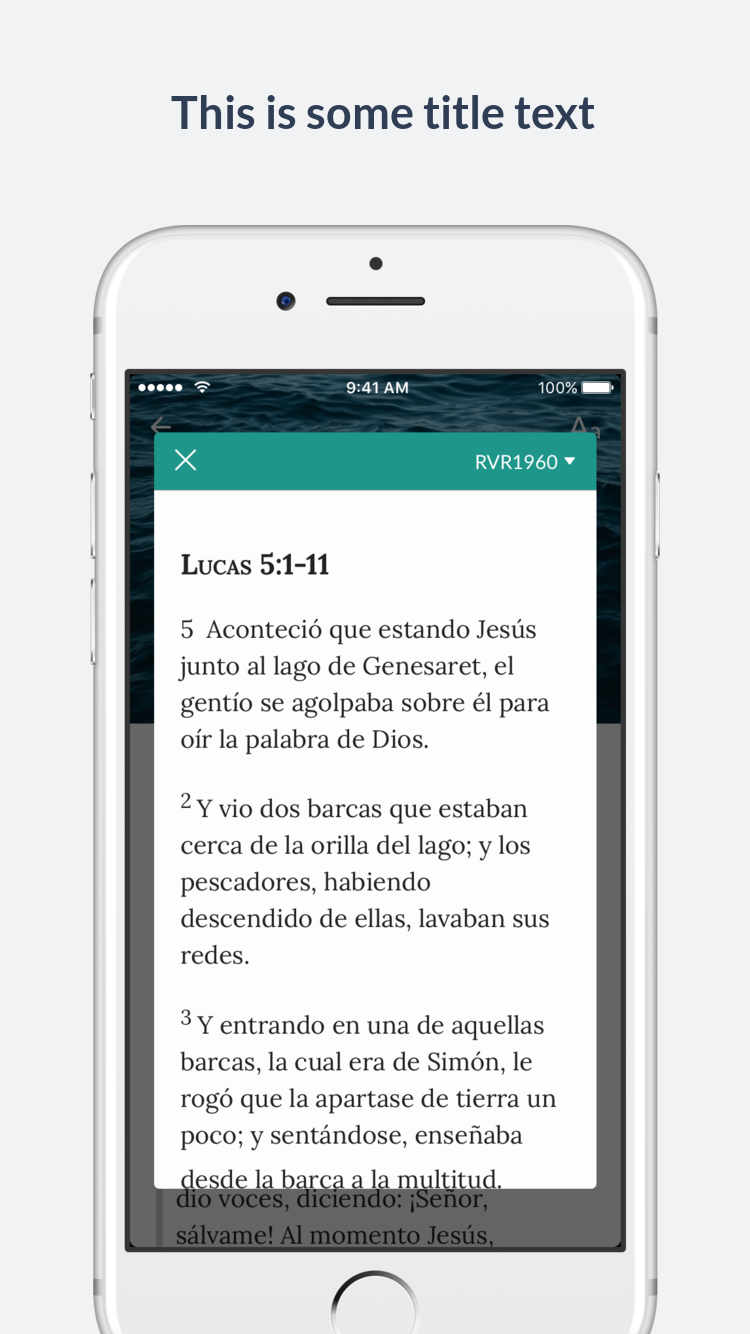 This is some title text
9:41 AM
100%
Aa
RVR1960
Lucas 5:1-11
5 Aconteció que estando Jesús
junto al lago de Genesaret, el
gentío se agolpaba sobre él para
oír la palabra de Dios.
2 Y vio dos barcas que estaban
cerca de la orilla del lago; y los
pescadores, habiendo
descendido de ellas, lavaban sus
redes.
3 Y entrando en una de aquellas
barcas, la cual era de Simón, le
rogó que la apartase de tierra un
poco; y sentándose, enseñaba
desde la barca a la multitud.
dio voces, diciendo: ¡Señor,
sálvame! Al momento Jesús,